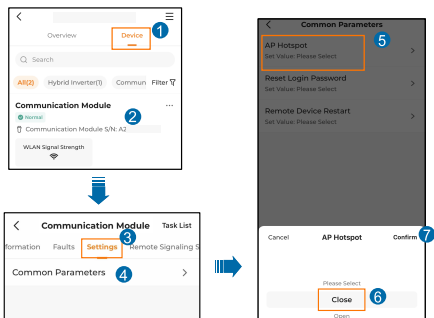 Overview Device 1
Search
All(2) Hybrid Inverter(1) Commun Filter
Communication Module ...
Normal 2
Communication Module S/N: A2
WLAN Signal Strength
Communication Module Task List
3
formation Faults Settings Remote Signaling S
Common Parameters 4
Common Parameters
AP Hotspot 5
Set Value: Please Select
Reset Login Password
Set Value: Please Select
Remote Device Restart
Set Value: Please Select
Cancel AP Hotspot Confirm 7
Please Select
Close 6
Open